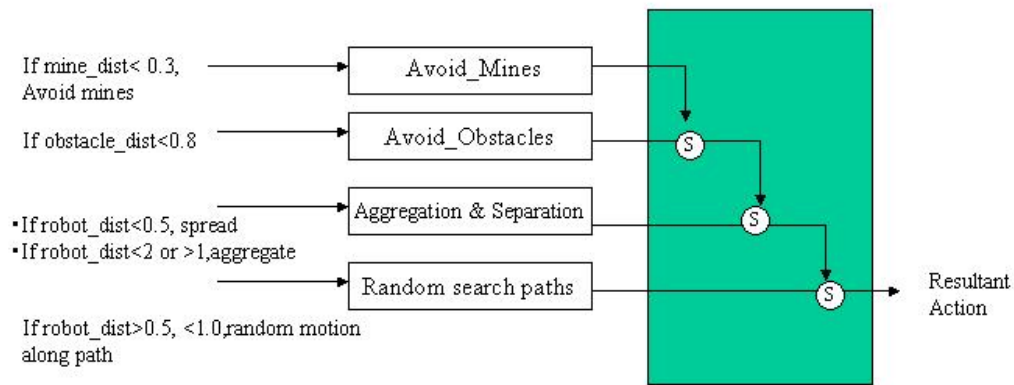 If mine_dist< 0.3,
Avoid mines
Avoid_Mines
If obstacle_dist<0.8
Avoid_Obstacles
S
Aggregation & Separation
S
▪If robot_dist<0.5, spread
▪If robot_dist<2 or >1,aggregate
Random search paths
S
Resultant
Action
If robot_dist>0.5, <1.0,random motion
along path